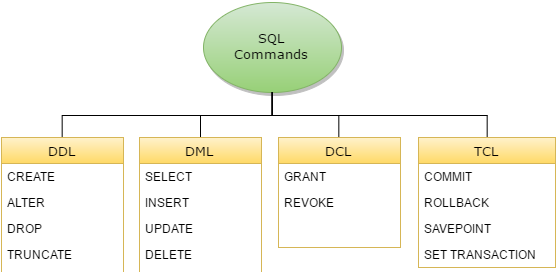 SQL
Commands
DDL
CREATE
ALTER
DROP
TRUNCATE
DML
SELECT
INSERT
UPDATE
DELETE
DCL
GRANT
REVOKE
TCL
COMMIT
ROLLBACK
SAVEPOINT
SET TRANSACTION